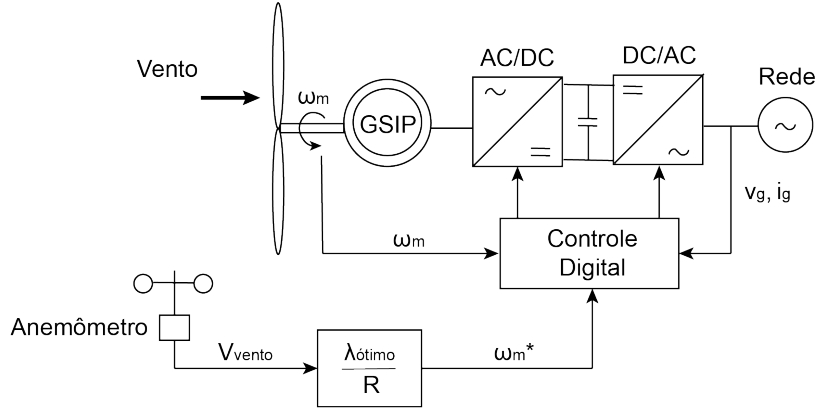 AC/DC
DC/AC
Vento
Rede
ωm
GSIP
vg, ig
ωm
Controle
Digital
Anemômetro
Vvento
λótimo
R
ωm*